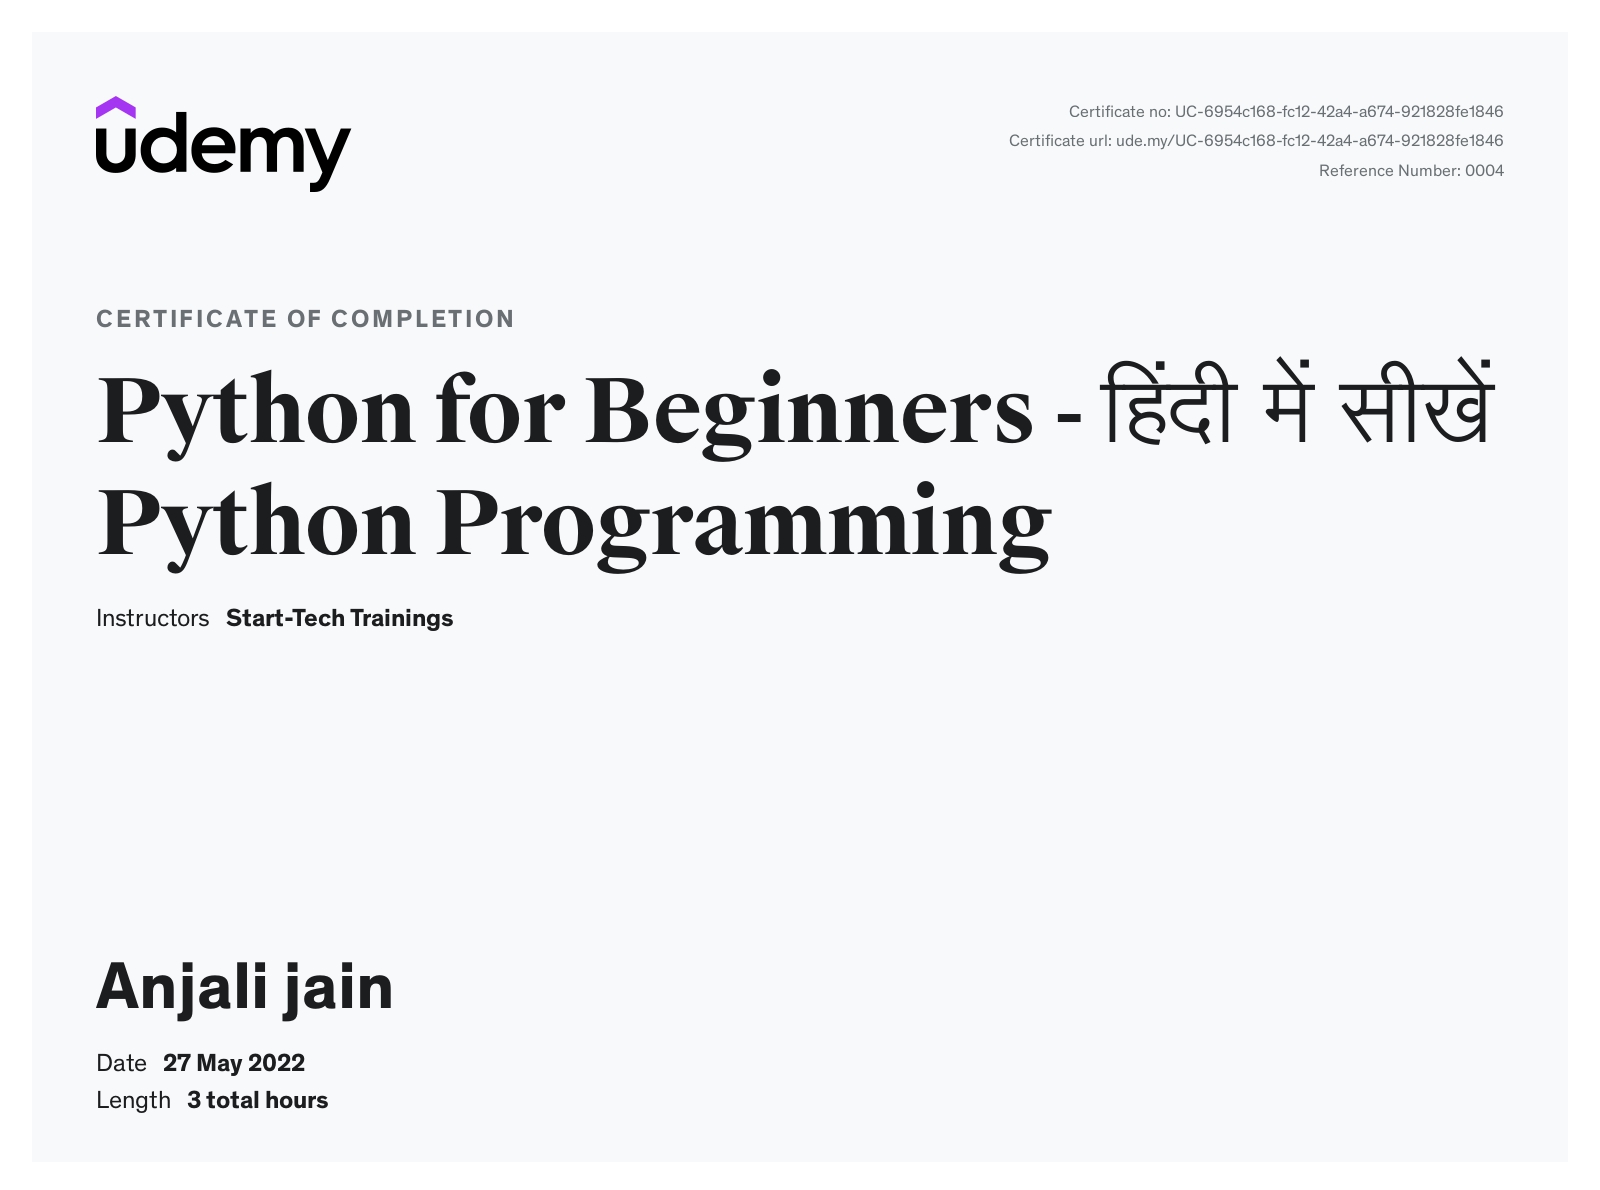 udemy
Certificate no: UC-6954c168-fc12-42a4-a674-921828fe1846
Certificate url: ude.my/UC-6954c168-fc12-42a4-a674-921828fe1846
Reference Number: 0004
CERTIFICATE OF COMPLETION
Python for Beginners - हिंदी में सीखें
Python Programming
Instructors Start-Tech Trainings
Anjali jain
Date 27 May 2022
Length 3 total hours